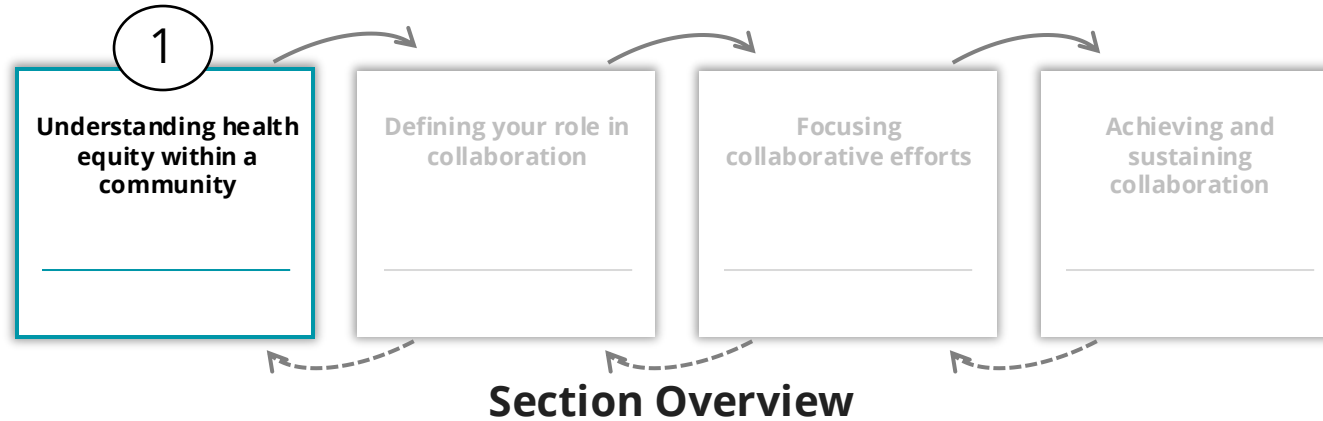 1
Understanding health
equity within a
community
Defining your role in
collaboration
Focusing
collaborative efforts
Achieving and
sustaining
collaboration
Section Overview